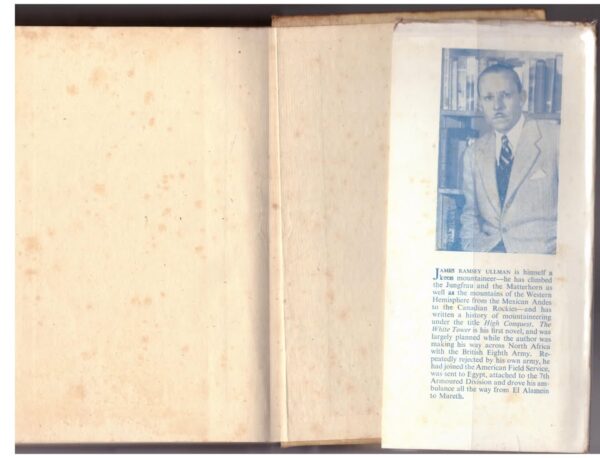 JAMES RAMSEY ULLMAN is himself a
keen mountaineer—he has climbed
the Jungfrau and the Matterhorn as
well as the mountains of the Western
Hemisphere from the Mexican Andes
to the Canadian Rockies—and has
written a history of mountaineering
under the title High Conquest. The
White Tower is his first novel, and was
largely planned while the author was
making his way across North Africa
with the British Eighth Army. Re-
peatedly rejected by his own army, he
had joined the American Field Service,
was sent to Egypt, attached to the 7th
Armoured Division and drove his am-
bulance all the way from El Alamein
to Mareth.